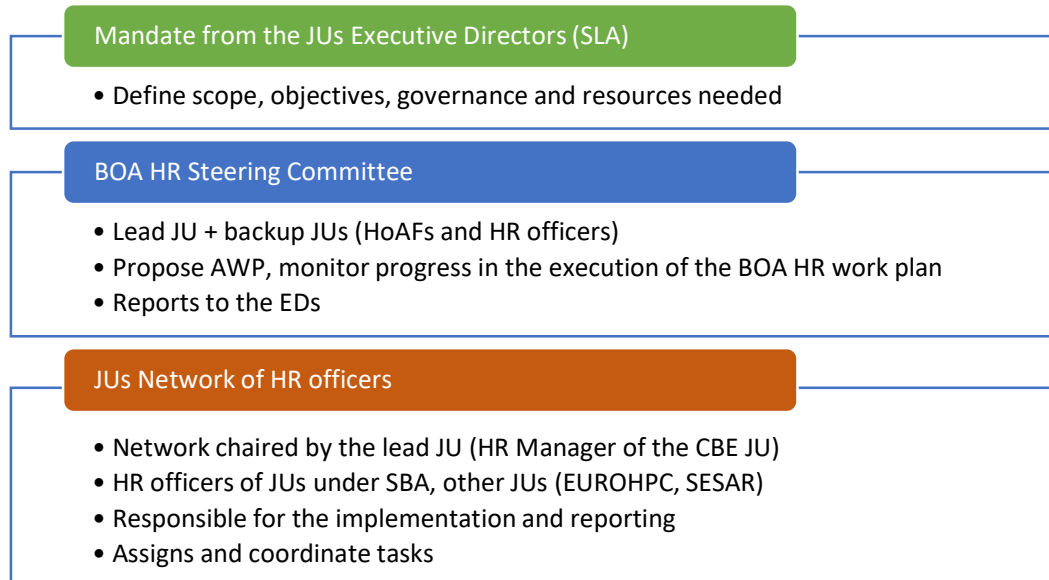 Mandate from the JUs Executive Directors (SLA)
• Define scope, objectives, governance and resources needed
BOA HR Steering Committee
• Lead JU + backup JUs (HoAFs and HR officers)
• Propose AWP, monitor progress in the execution of the BOA HR work plan
• Reports to the EDs
JUs Network of HR officers
• Network chaired by the lead JU (HR Manager of the CBE JU)
• HR officers of JUs under SBA, other JUs (EUROHPC, SESAR)
• Responsible for the implementation and reporting
• Assigns and coordinate tasks